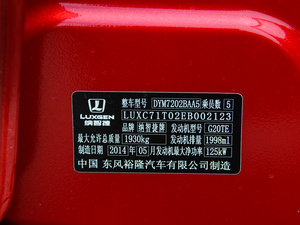 整车型号 DYM7202BAA5 乘员数 5
LUXGEN
纳智捷
LUXC71T02EB002123
品牌 纳智捷牌 发动机型号 G20TE
最大允许总质量 1930kg 发动机排量 1998ml
制造日期 2014 年 05 月 发动机最大净功率 125kW
中国 东风裕隆汽车有限公司制造